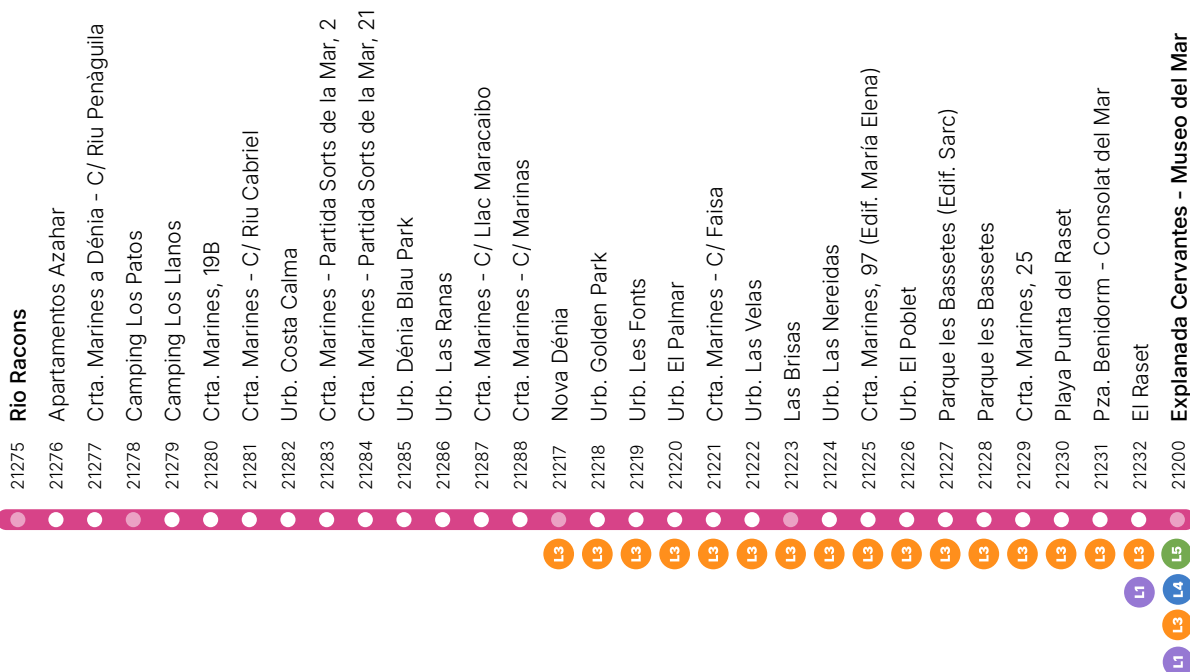 21275 Rio Racons
21276 Apartamentos Azahar
21277 Crta. Marines a Dénia - C/ Riu Penàguila
21278 Camping Los Patos
21279 Camping Los Llanos
21280 Crta. Marines, 19B
21281 Crta. Marines - C/ Riu Cabriel
21282 Urb. Costa Calma
21283 Crta. Marines - Partida Sorts de la Mar, 2
21284 Crta. Marines - Partida Sorts de la Mar, 21
21285 Urb. Dénia Blau Park
21286 Urb. Las Ranas
21287 Crta. Marines - C/ Llac Maracaibo
21288 Crta. Marines - C/ Marinas
L3 21217 Nova Dénia
L3 21218 Urb. Golden Park
L3 21219 Urb. Les Fonts
L3 21220 Urb. El Palmar
L3 21221 Crta. Marines - C/ Faisa
L3 21222 Urb. Las Velas
L3 21223 Las Brisas
L3 21224 Urb. Las Nereidas
L3 21225 Crta. Marines, 97 (Edif. María Elena)
L3 21226 Urb. El Poblet
L3 21227 Parque les Bassetes (Edif. Sarc)
L3 21228 Parque les Bassetes
L3 21229 Crta. Marines, 25
L3 21230 Playa Punta del Raset
L3 21231 Pza. Benidorm - Consolat del Mar
L1 L3 21232 El Raset
L1 L3 L4 L5 21200 Explanada Cervantes - Museo del Mar